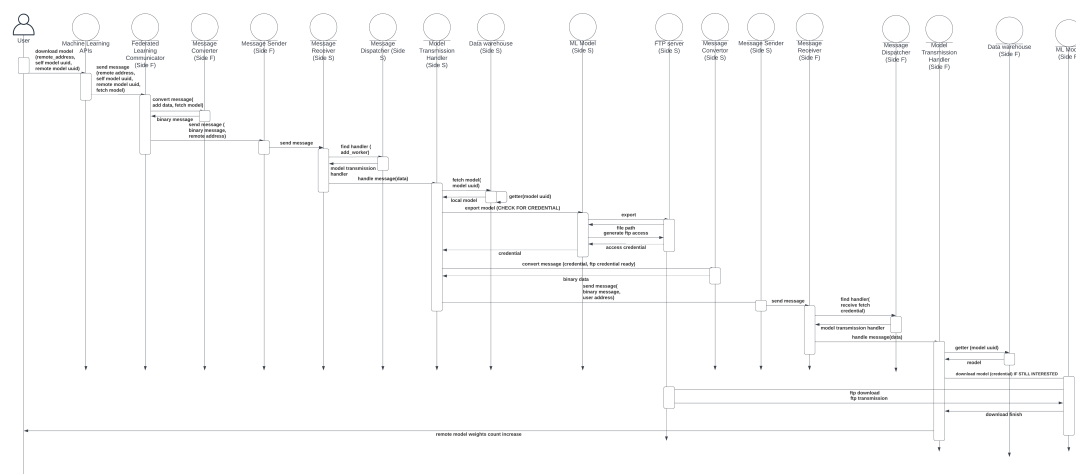 User
Machine Learning
APIs
Federated
Learning
Communicator
(Side F)
Message
Converter
(Side F)
Message Sender
(Side F)
Message
Receiver
(Side S)
Message
Dispatcher (Side
S)
Model
Transmission
Handler
(Side S)
Data warehouse
(Side S)
ML Model
(Side S)
FTP server
(Side S)
Message
Convertor
(Side S)
Message Sender
(Side S)
Message
Receiver
(Side F)
Message
Dispatcher
(Side F)
Model
Transmission
Handler
(Side F)
Data warehouse
(Side F)
ML Mod
(Side F
download model
(remote_address,
self model uuid,
remote model uuid)
send message
(remote address,
self model uuid,
remote model uuid,
fetch model)
convert message(
add data, fetch model)
binary message
send message (
binary message,
remote address)
send message
find handler (
add_worker)
model transmission
handler
handle message(data)
fetch model(
model uuid)
getter(model uuid)
local model
export model (CHECK FOR CREDENTIAL)
export
file path
generate ftp access
access credential
credential
convert message (credential, ftp credential ready)
binary data
send message(
binary message,
user address)
send message
find handler(
receive fetch
credential)
model transmission handler
handle message(data)
getter (model uuid)
model
download model (credential) IF STILL INTERESTED
ftp download
ftp transmission
download finish
remote model weights count increase